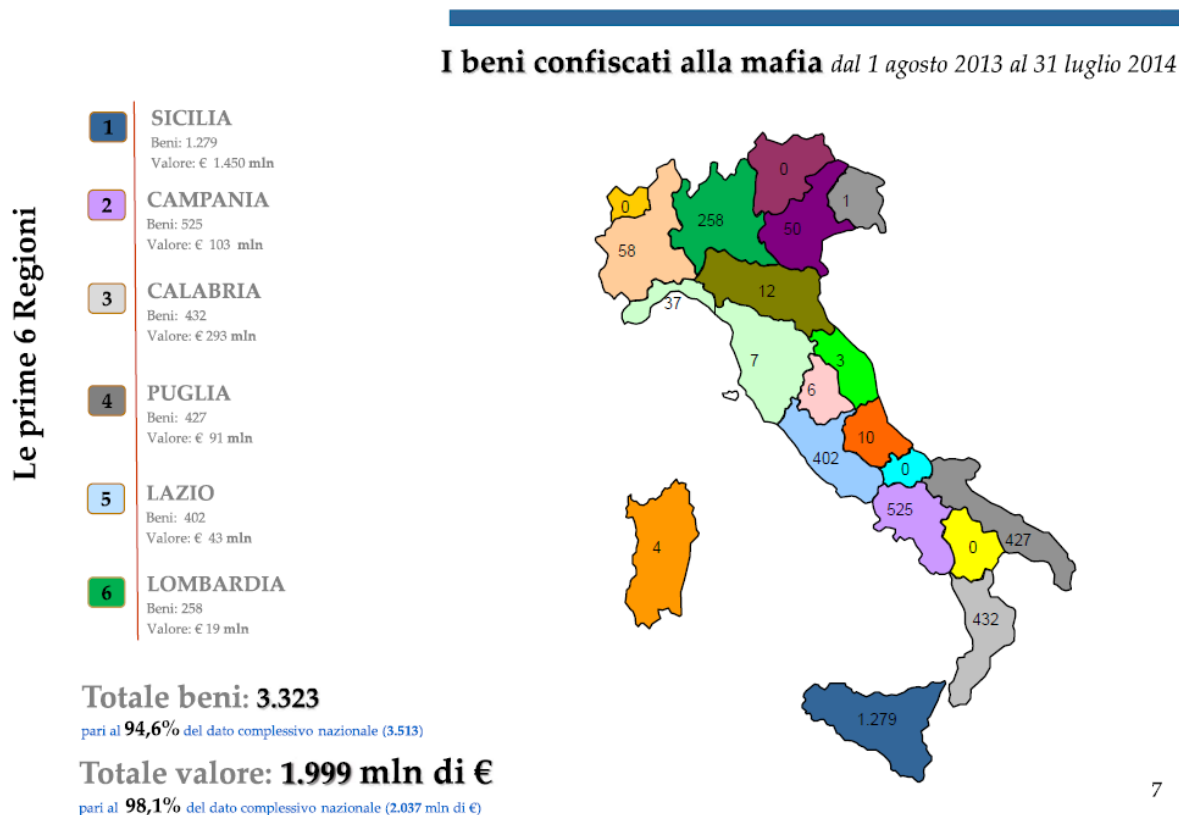 I beni confiscati alla mafia dal 1 agosto 2013 al 31 luglio 2014
Le prime 6 Regioni
1
SICILIA
Beni: 1.279
Valore: € 1.450 mln
2
CAMPANIA
Beni: 525
Valore: € 103 mln
3
CALABRIA
Beni: 432
Valore: € 293 mln
4
PUGLIA
Beni: 427
Valore: € 91 mln
5
LAZIO
Beni: 402
Valore: € 43 mln
6
LOMBARDIA
Beni: 258
Valore: € 19 mln
Totale beni: 3.323
pari al 94,6% del dato complessivo nazionale (3.513)
Totale valore: 1.999 mln di €
pari al 98,1% del dato complessivo nazionale (2.037 mln di €)
0
0
1
258
50
58
12
37
7
3
6
10
402
0
525
427
0
4
432
1.279
7